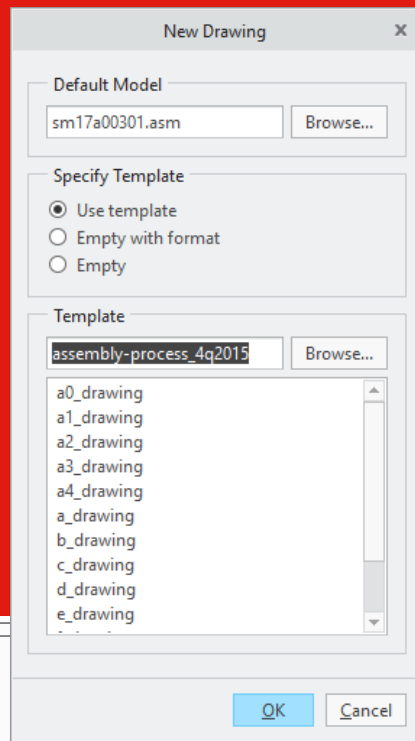 New Drawing
Default Model
sm17a00301.asm
Browse...
Specify Template
Use template
Empty with format
Empty
Template
assembly-process_4q2015
Browse...
a0_drawing
a1_drawing
a2_drawing
a3_drawing
a4_drawing
a_drawing
b_drawing
c_drawing
d_drawing
e_drawing
OK
Cancel